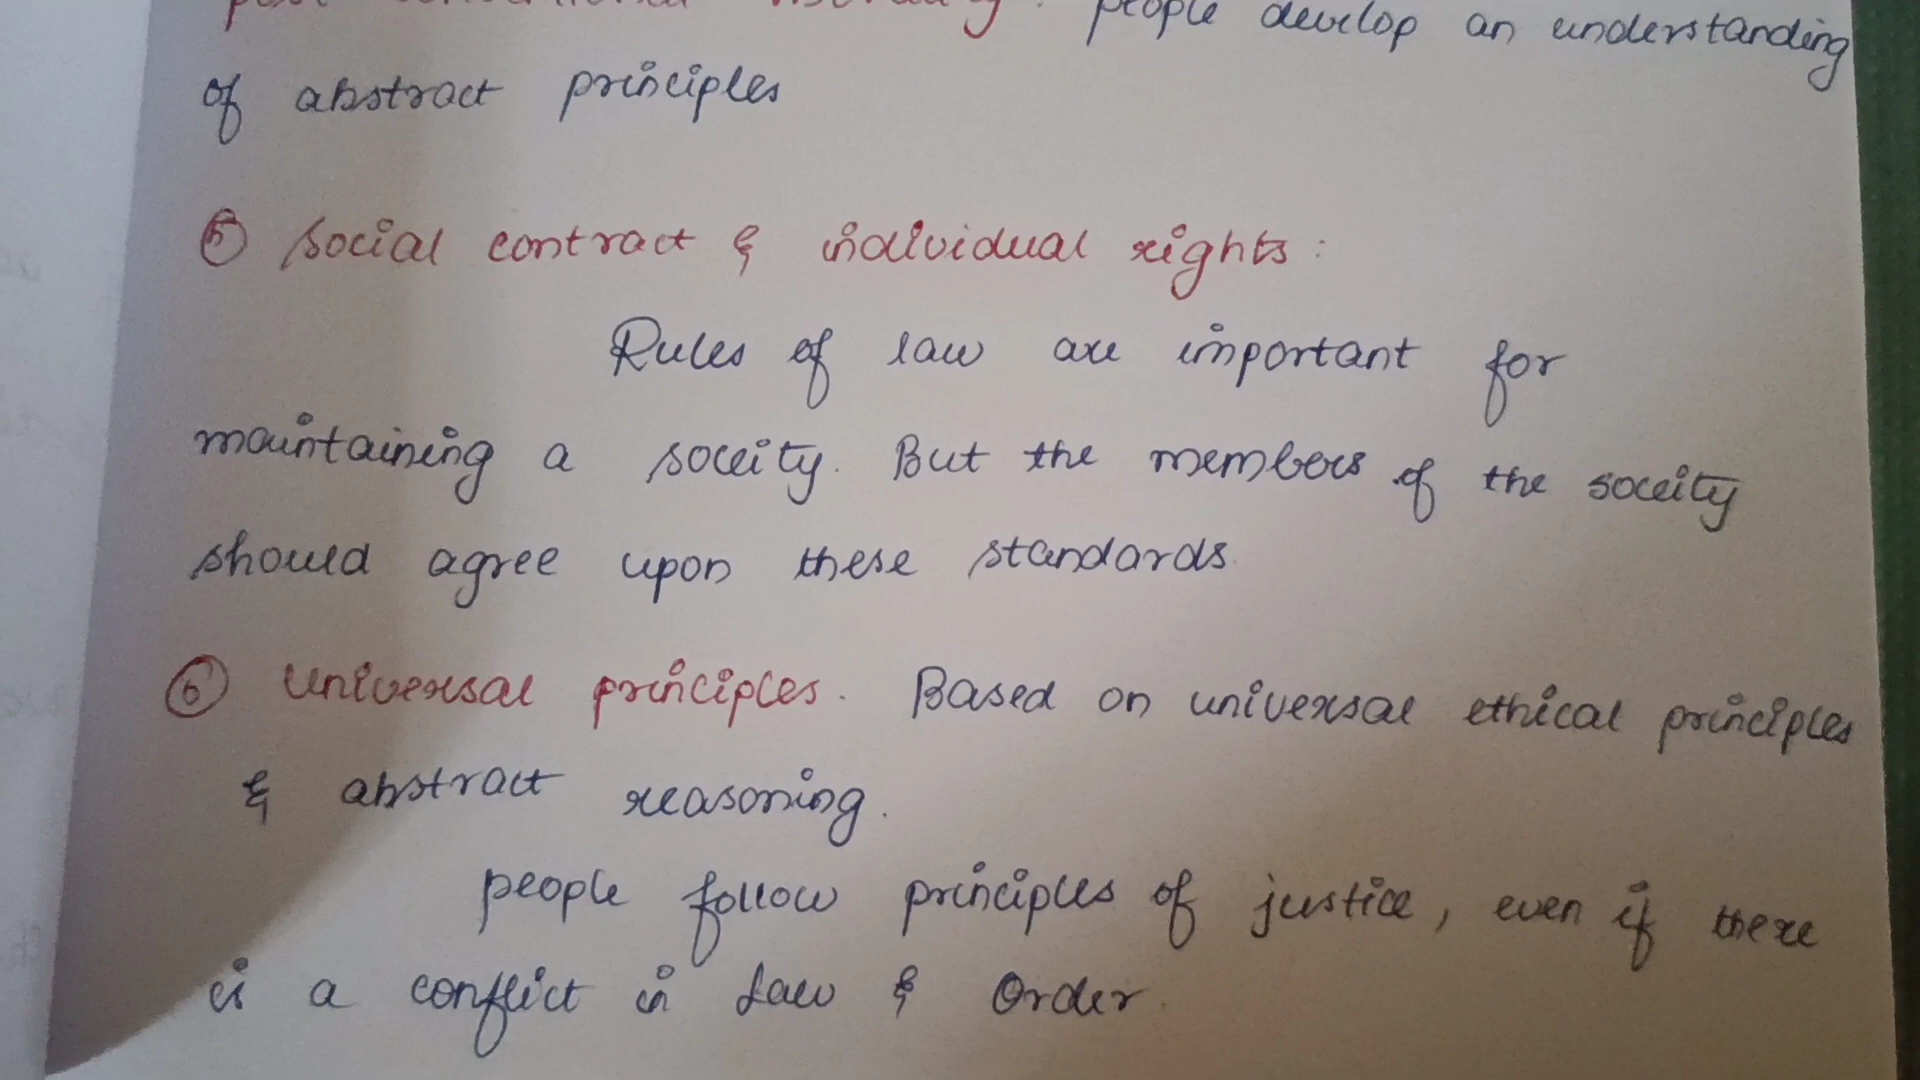 people develop an understanding
of abstract principles
⑤ Social contract & individual rights :
Rules of law are important for
maintaining a soceity. But the members of the soceity
should agree upon these standards.
⑥ Universal principles. Based on universal ethical principles
& abstract reasoning.
people follow principles of justice, even if there
is a conflict in Law & Order.